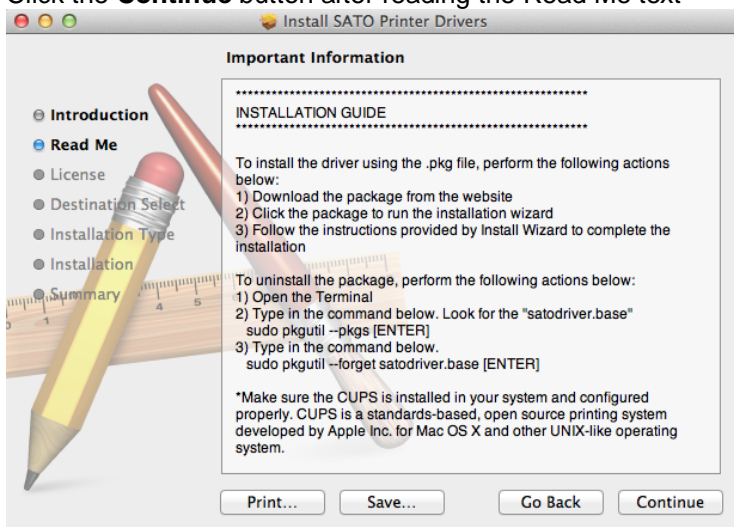 Click the Continue button after reading the Read Me text
Install SATO Printer Drivers
Important Information
Introduction
Read Me
License
Destination Select
Installation Type
Installation
Summary
************************************************************
INSTALLATION GUIDE
************************************************************
To install the driver using the .pkg file, perform the following actions
below:
1) Download the package from the website
2) Click the package to run the installation wizard
3) Follow the instructions provided by Install Wizard to complete the
installation
To uninstall the package, perform the following actions below:
1) Open the Terminal
2) Type in the command below. Look for the "satodriver.base"
sudo pkgutil --pkgs [ENTER]
3) Type in the command below.
sudo pkgutil --forget satodriver.base [ENTER]
*Make sure the CUPS is installed in your system and configured
properly. CUPS is a standards-based, open source printing system
developed by Apple Inc. for Mac OS X and other UNIX-like operating
system.
0 1 4 5
Print... Save... Go Back Continue